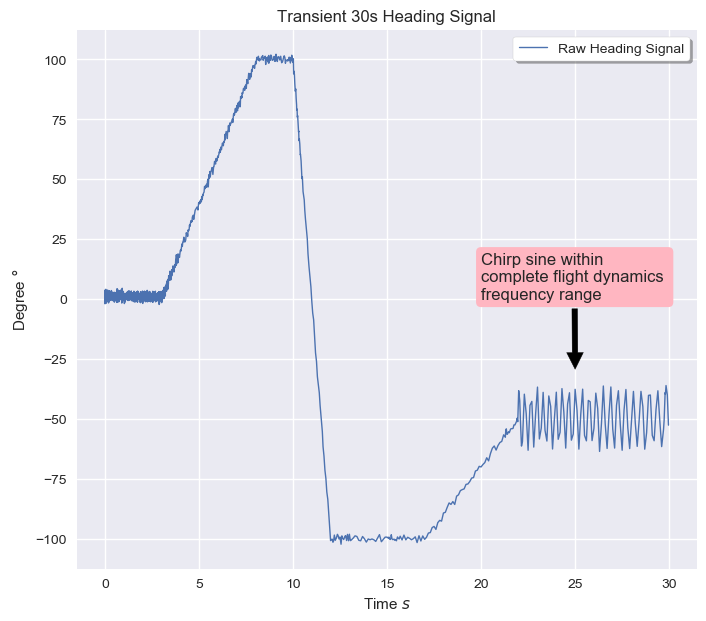 Transient 30s Heading Signal
Raw Heading Signal
100
75
50
25
0
−25
−50
−75
−100
Degree °
Chirp sine within
complete flight dynamics
frequency range
0 5 10 15 20 25 30
Time s